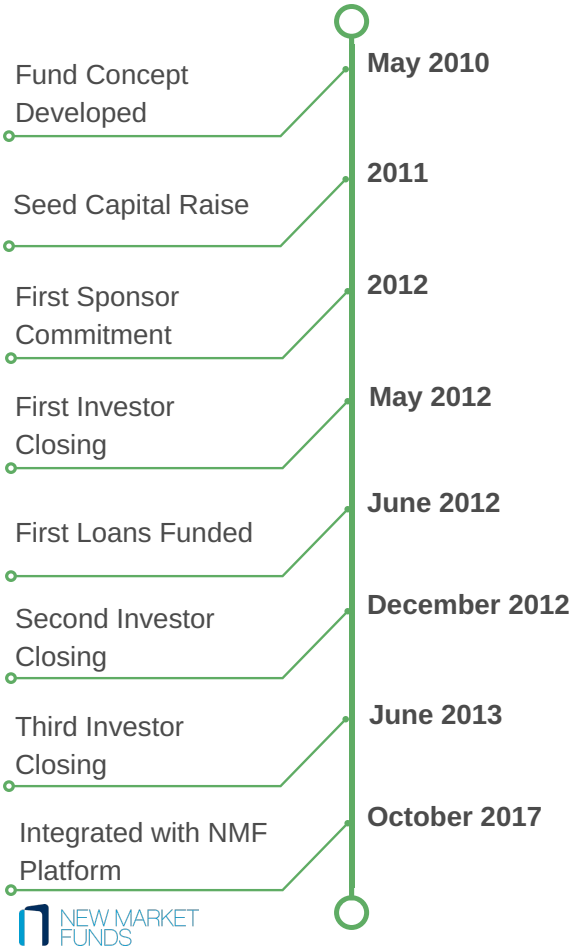 May 2010
Fund Concept
Developed
2011
Seed Capital Raise
2012
First Sponsor
Commitment
May 2012
First Investor
Closing
June 2012
First Loans Funded
December 2012
Second Investor
Closing
June 2013
Third Investor
Closing
October 2017
Integrated with NMF
Platform
NEW MARKET
FUNDS